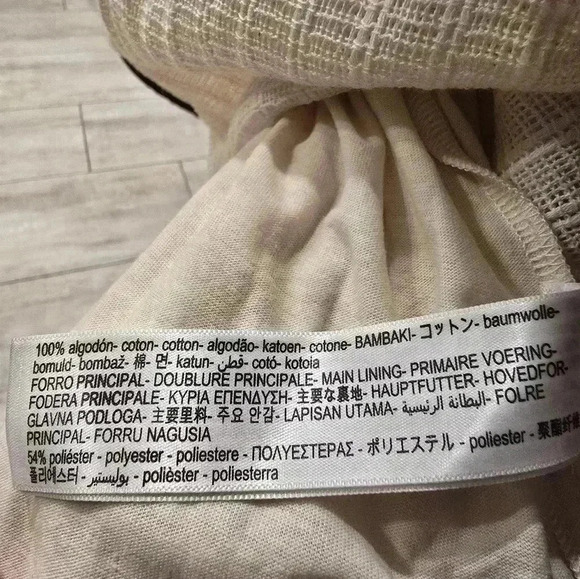 100% algodón- coton- cotton- algodão- katoen- cotone- BAMBAKI- コットン- baumwolle-
bomuld- bombaž- 棉- 면- katun- قطن- cotó- kotoia
FORRO PRINCIPAL- DOUBLURE PRINCIPALE- MAIN LINING- PRIMAIRE VOERING-
FODERA PRINCIPALE- ΚΥΡΙΑ ΕΠΕΝΔΥΣΗ- 主要な裏地- HAUPTFUTTER- HOVEDFOR-
GLAVNA PODLOGA- 主要里料- 주요 안감- LAPISAN UTAMA- البطانة الرئيسية- FOLRE
PRINCIPAL- FORRU NAGUSIA
54% poliéster- polyester- poliestere- ΠΟΛΥΕΣΤΕΡΑΣ- ポリエステル- poliester- 聚酯纤维
폴리에스터- بوليستير- polièster- poliesterra